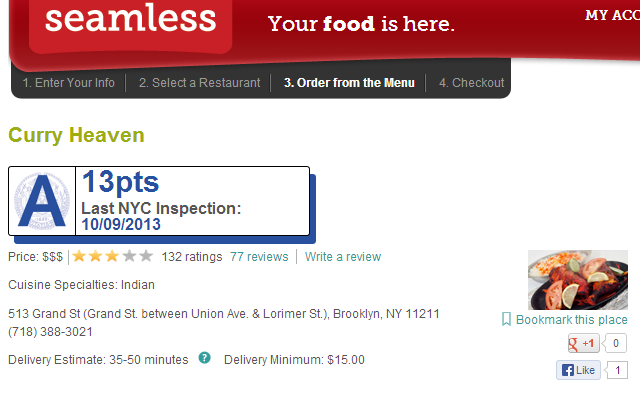 seamless
Your food is here.
MY ACC
1. Enter Your Info
2. Select a Restaurant
3. Order from the Menu
4. Checkout
Curry Heaven
A
13pts
Last NYC Inspection:
10/09/2013
Price: $$$
132 ratings
77 reviews
Write a review
Cuisine Specialties: Indian
513 Grand St (Grand St. between Union Ave. & Lorimer St.), Brooklyn, NY 11211
(718) 388-3021
Bookmark this place
g +1 0
Delivery Estimate: 35-50 minutes ? Delivery Minimum: $15.00
f Like 1